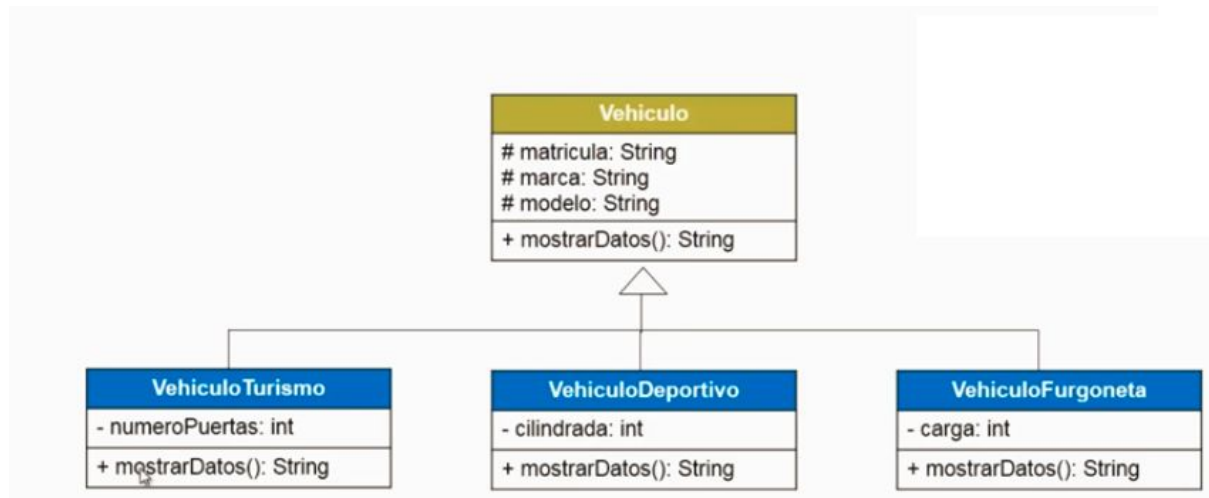 Vehiculo
# matricula: String
# marca: String
# modelo: String
+ mostrarDatos(): String
VehiculoTurismo
- numeroPuertas: int
+ mostrarDatos(): String
VehiculoDeportivo
- cilindrada: int
+ mostrarDatos(): String
VehiculoFurgoneta
- carga: int
+ mostrarDatos(): String